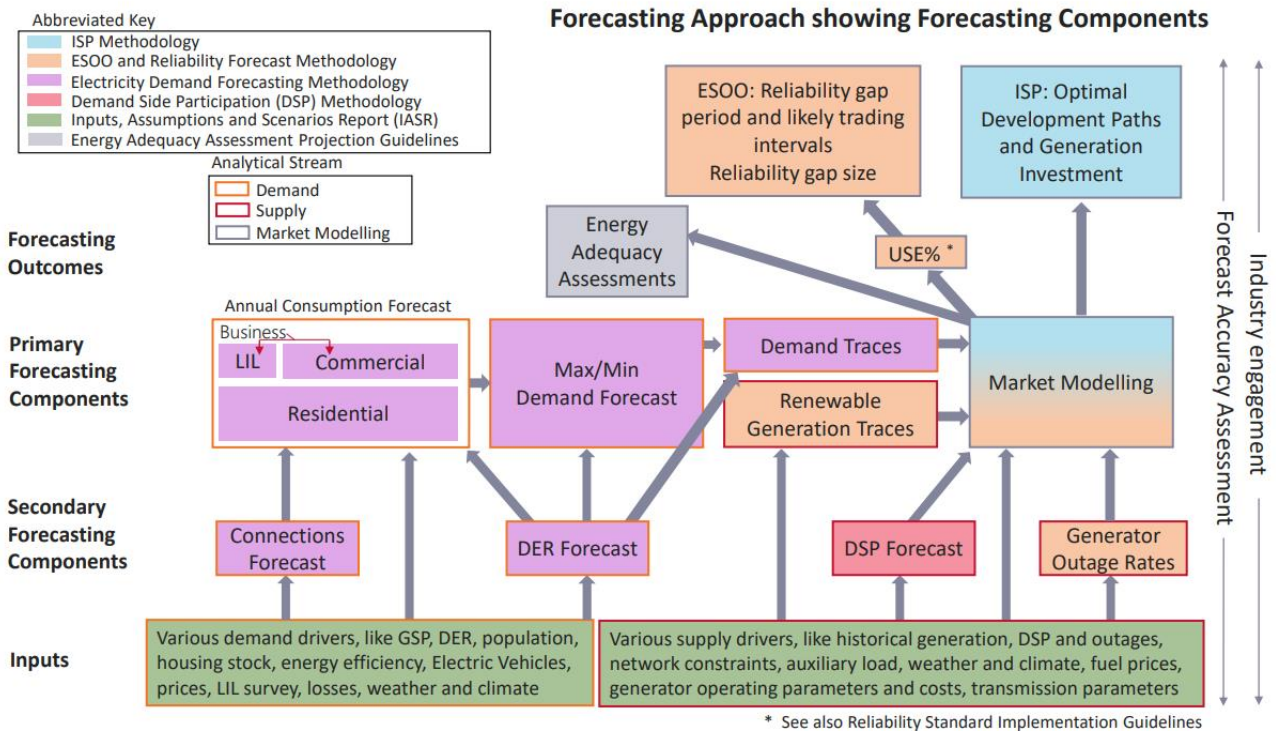 Forecasting Approach showing Forecasting Components
Abbreviated Key
ISP Methodology
ESOO and Reliability Forecast Methodology
Electricity Demand Forecasting Methodology
Demand Side Participation (DSP) Methodology
Inputs, Assumptions and Scenarios Report (IASR)
Energy Adequacy Assessment Projection Guidelines
Analytical Stream
Demand
Supply
Market Modelling
Forecasting
Outcomes
ESOO: Reliability gap
period and likely trading
intervals
Reliability gap size
ISP: Optimal
Development Paths
and Generation
Investment
Energy
Adequacy
Assessments
USE% *
Primary
Forecasting
Components
Annual Consumption Forecast
Business
LIL
Commercial
Residential
Max/Min
Demand Forecast
Demand Traces
Renewable
Generation Traces
Market Modelling
Secondary
Forecasting
Components
Connections
Forecast
DER Forecast
DSP Forecast
Generator
Outage Rates
Inputs
Various demand drivers, like GSP, DER, population,
housing stock, energy efficiency, Electric Vehicles,
prices, LIL survey, losses, weather and climate
Various supply drivers, like historical generation, DSP and outages,
network constraints, auxiliary load, weather and climate, fuel prices,
generator operating parameters and costs, transmission parameters
Forecast Accuracy Assessment
Industry engagement
* See also Reliability Standard Implementation Guidelines